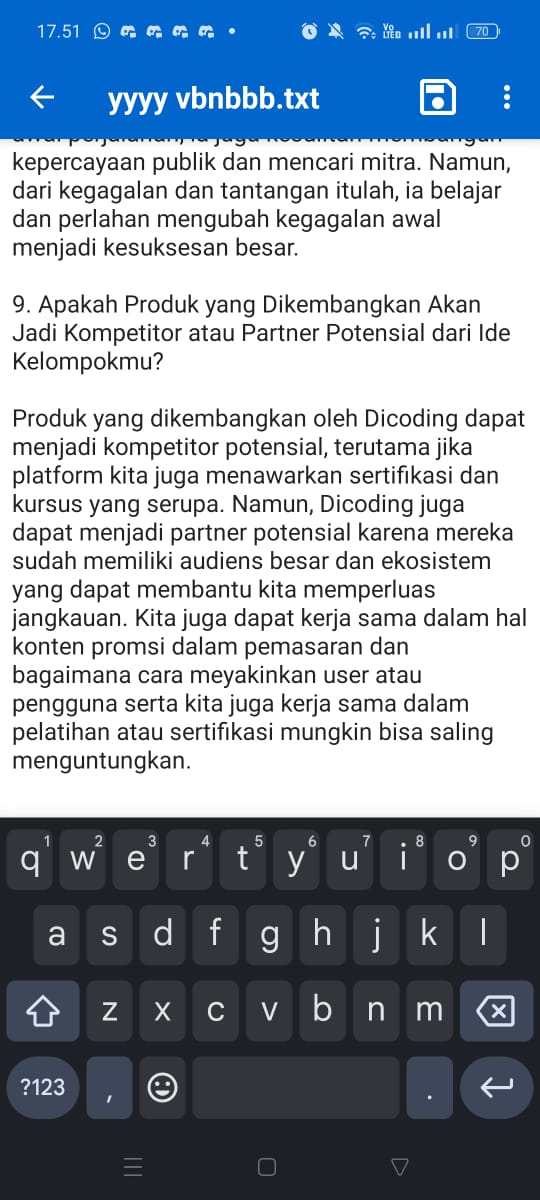 17.51
Vo
LTE
70
yyyy vbnbbb.txt
kepercayaan publik dan mencari mitra. Namun,
dari kegagalan dan tantangan itulah, ia belajar
dan perlahan mengubah kegagalan awal
menjadi kesuksesan besar.
9. Apakah Produk yang Dikembangkan Akan
Jadi Kompetitor atau Partner Potensial dari Ide
Kelompokmu?
Produk yang dikembangkan oleh Dicoding dapat
menjadi kompetitor potensial, terutama jika
platform kita juga menawarkan sertifikasi dan
kursus yang serupa. Namun, Dicoding juga
dapat menjadi partner potensial karena mereka
sudah memiliki audiens besar dan ekosistem
yang dapat membantu kita memperluas
jangkauan. Kita juga dapat kerja sama dalam hal
konten promsi dalam pemasaran dan
bagaimana cara meyakinkan user atau
pengguna serta kita juga kerja sama dalam
pelatihan atau sertifikasi mungkin bisa saling
menguntungkan.
1 2 3 4 5 6 7 8 9 0
q w e r t y u i o p
a s d f g h j k l
z x c v b n m
?123 , .